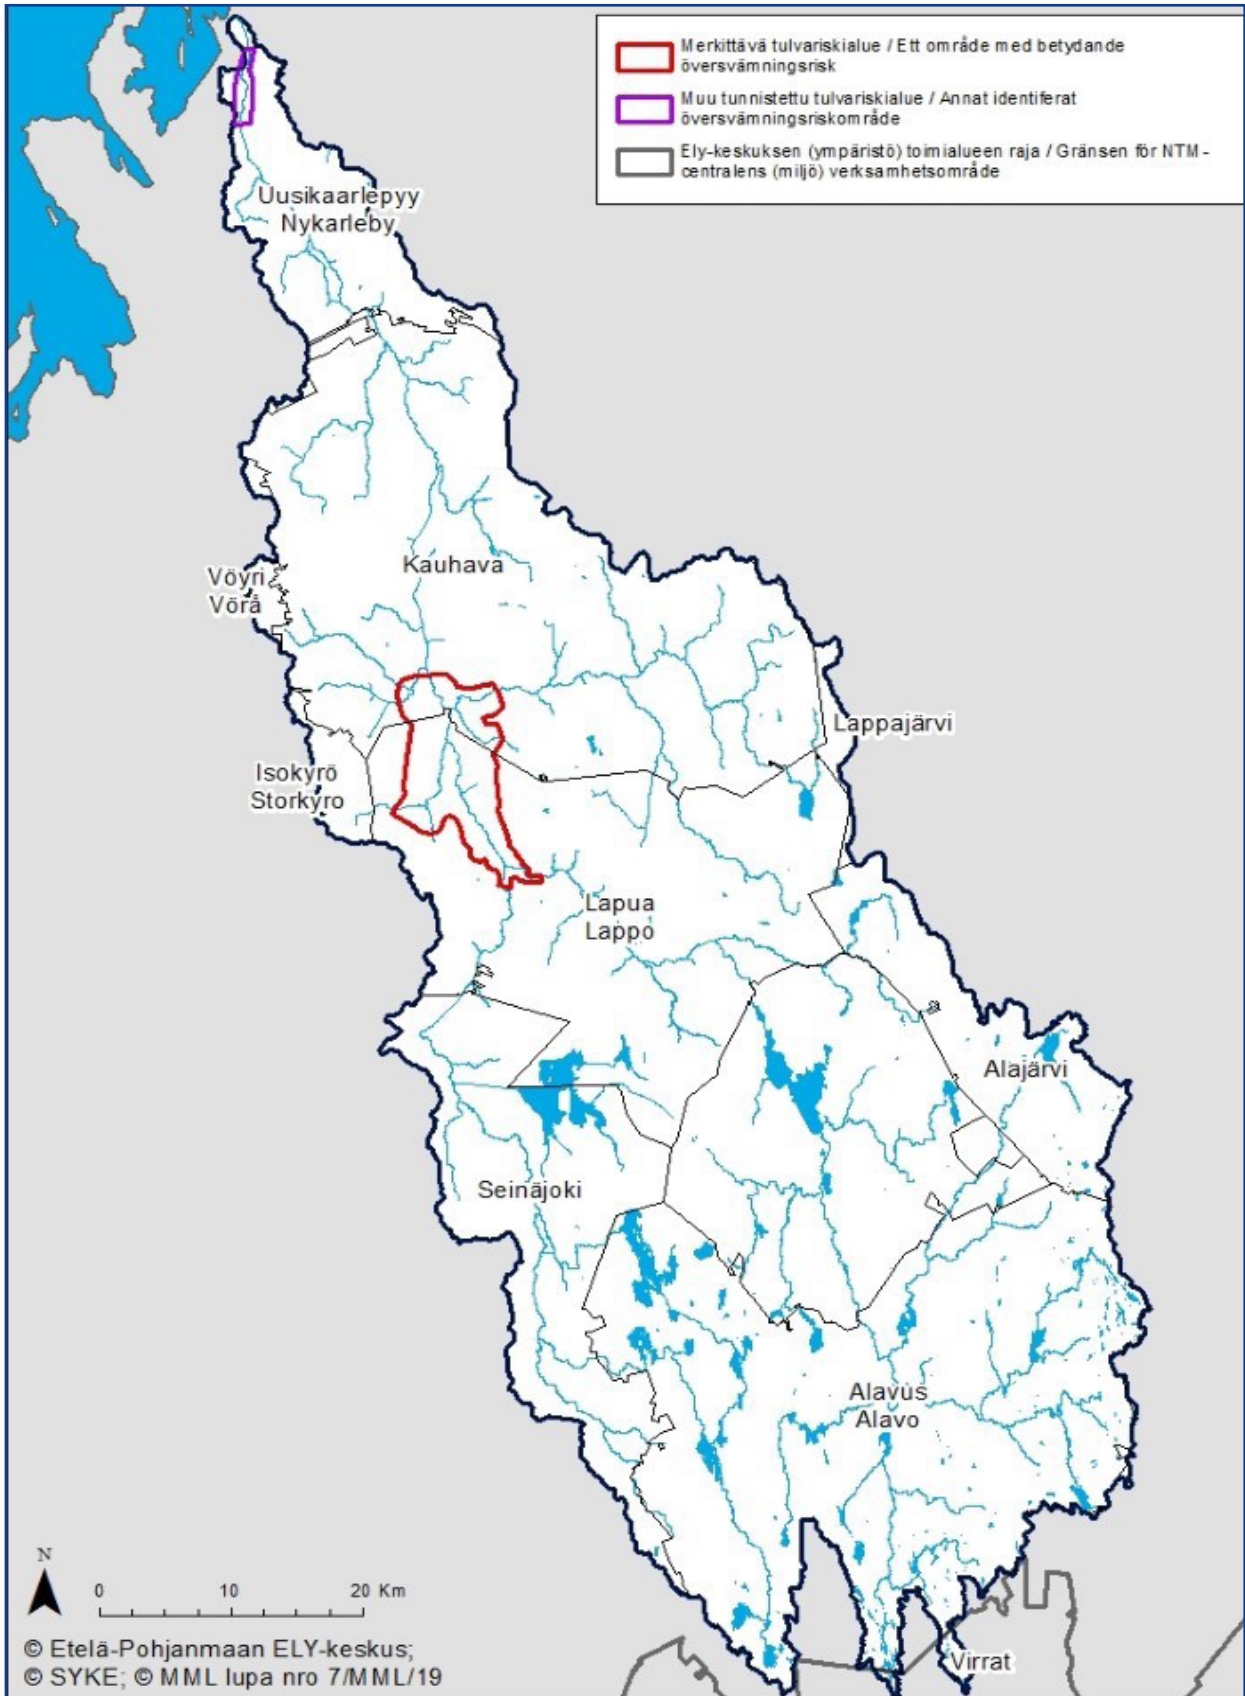 Merkittävä tulvariskialue / Ett område med betydande
översvämningsrisk
Muu tunnistettu tulvariskialue / Annat identiferat
översvämningsriskområde
Ely-keskuksen (ympäristö) toimialueen raja / Gränsen för NTM-
centralens (miljö) verksamhetsområde
Uusikaarlepyy
Nykarleby
Kauhava
Vöyri
Vörå
Lappajärvi
Isokyrö
Storkyro
Lapua
Lappo
Alajärvi
Seinäjoki
Alavus
Alavo
Virrat
N
0 10 20 Km
© Etelä-Pohjanmaan ELY-keskus;
© SYKE; © MML lupa nro 7/MML/19